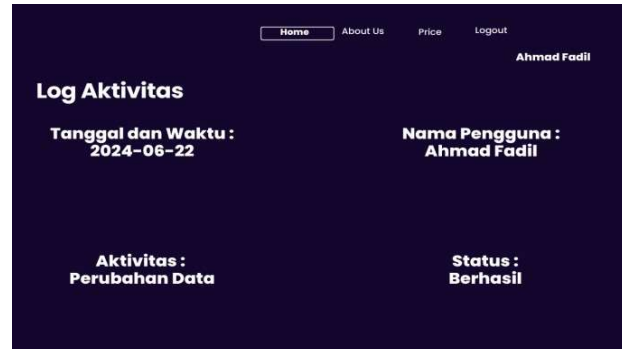 Home About Us Price Logout
Ahmad Fadil
Log Aktivitas
Tanggal dan Waktu :
2024-06-22
Nama Pengguna :
Ahmad Fadil
Aktivitas :
Perubahan Data
Status :
Berhasil